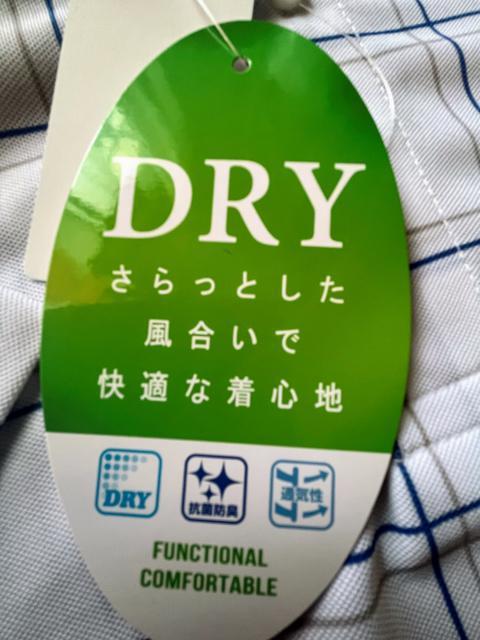 DRY
さらっとした
風合いで
快適な着心地
DRY
抗菌防臭
通気性
FUNCTIONAL
COMFORTABLE